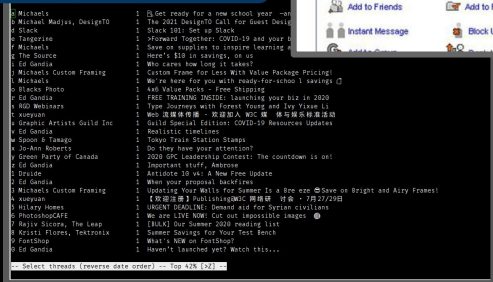 Add to Friends
Add to
Instant Message
Block
a Michaels 1 Get ready for a new school year
b Michael Madjus, DesignTO 1 The 2021 DesignTO Call for Guest Desig
d Slack 1 Slack 101: Set up Slack
e Tangerine 1 >Forward Together: COVID-19 and your b
f Michaels 1 Save on supplies to inspire learning a
g The Source 1 Here's $10 in savings, on us
h Ed Gandia 1 Who cares how long it takes?
j Michaels Custom Framing 1 Custom Frame for Less With Value Package Pricing!
l Michaels 1 We're here for you with ready-for-schoo l savings
o Blacks Photo 1 4x6 Value Packs - Free Shipping
r Ed Gandia 1 FREE TRAINING INSIDE: launching your biz in 2020
s RGD Webinars 1 Type Journeys with Forest Young and Ivy Yixue Li
t xueyuan 1 Web 流媒体传播 - 欢迎加入 W3C 媒 体与娱乐标准活动
u Graphic Artists Guild Inc 1 Guild Special Edition: COVID-19 Resources Updates
v Ed Gandia 1 Realistic timelines
w Spoon & Tamago 1 Tokyo Train Station Stamps
x Jo-Ann Roberts 1 Do they have your attention?
y Green Party of Canada 1 2020 GPC Leadership Contest: The countdown is on!
z Ed Gandia 1 Important stuff, Ambrose
1 Druide 1 Antidote 10 v4: A New Free Update
2 Ed Gandia 1 When your proposal backfires
3 Michaels Custom Framing 1 Updating Your Walls for Summer Is a Bre eze 😎Save on Bright and Airy Frames!
4 xueyuan 1 【欢迎注册】Publishing@W3C 网络研 讨会 · 7月27/29日
5 Hilary Homes 1 URGENT DEADLINE: Demand aid for Syrian civilians
6 PhotoshopCAFE 1 We are LIVE NOW! Cut out impossible images
7 Rajiv Sicora, The Leap 1 [BULK] Our Summer 2020 reading list
8 Kristi Flores, Tektronix 1 Summer Savings for Your Test Bench
9 FontShop 1 What's NEW on FontShop?
0 Ed Gandia 1 Haven't launched yet? Watch this...
-- Select threads (reverse date order) -- Top 42% [>Z] --